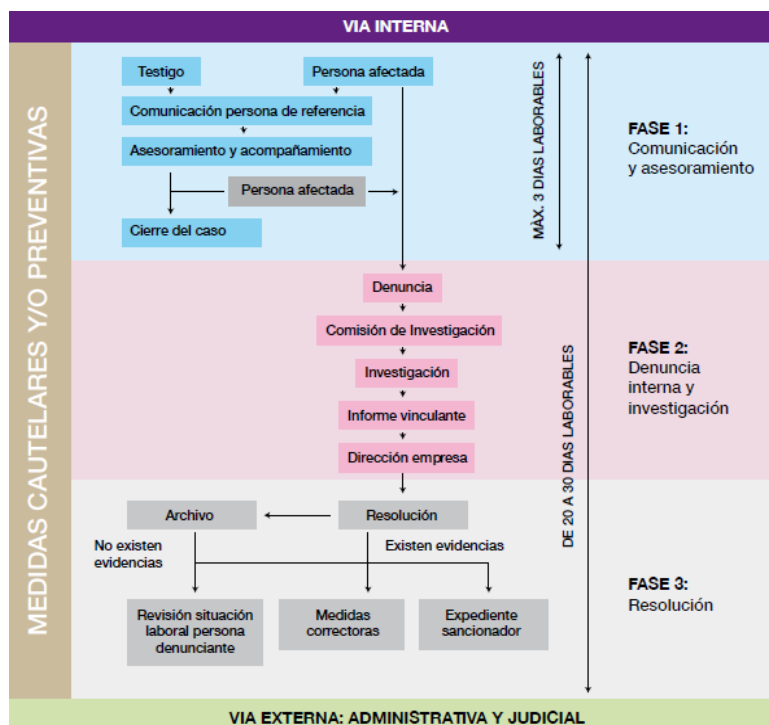 VIA INTERNA
MEDIDAS CAUTELARES Y/O PREVENTIVAS
Testigo
Persona afectada
Comunicación persona de referencia
Asesoramiento y acompañamiento
Persona afectada
Cierre del caso
MÀX. 3 DIAS LABORABLES
FASE 1:
Comunicación
y asesoramiento
Denuncia
Comisión de Investigación
Investigación
Informe vinculante
Dirección empresa
DE 20 A 30 DIAS LABORABLES
FASE 2:
Denuncia
interna y
investigación
Archivo
Resolución
No existen
evidencias
Existen evidencias
Revisión situación
laboral persona
denunciante
Medidas
correctoras
Expediente
sancionador
FASE 3:
Resolución
VIA EXTERNA: ADMINISTRATIVA Y JUDICIAL